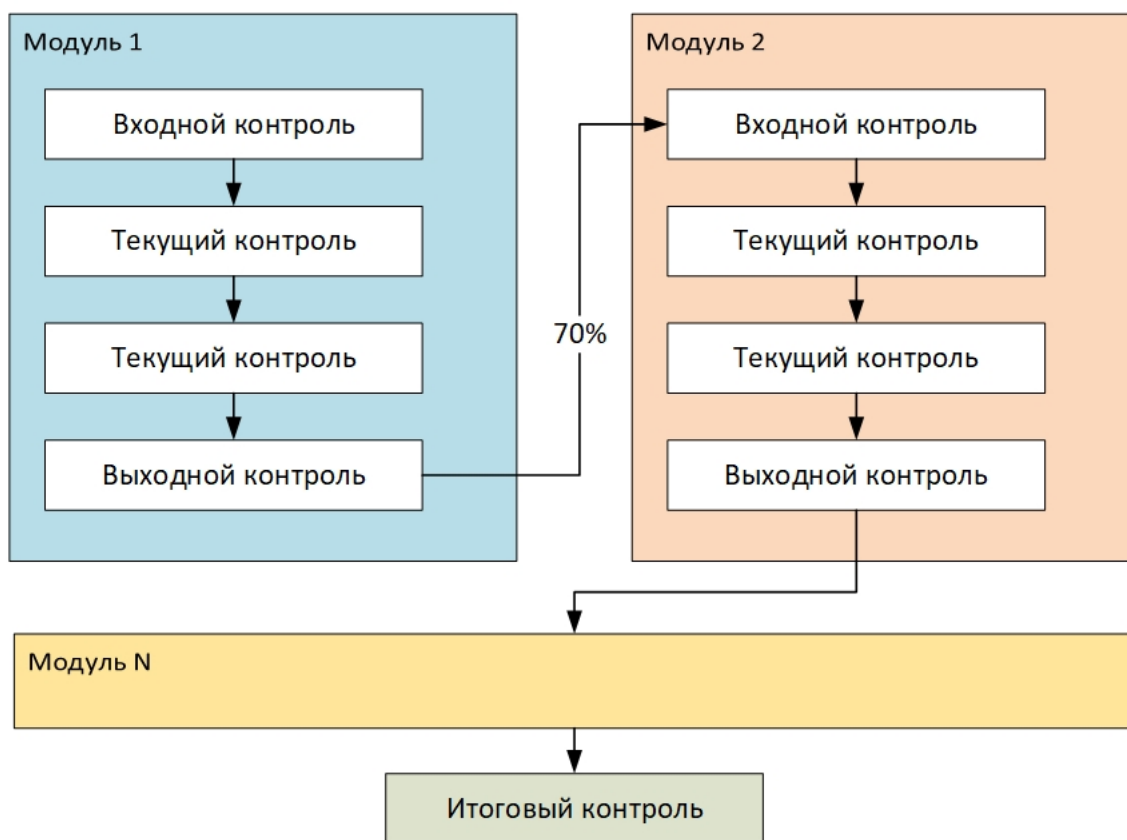 Модуль 1
Входной контроль
Текущий контроль
Текущий контроль
Выходной контроль
70%
Модуль 2
Входной контроль
Текущий контроль
Текущий контроль
Выходной контроль
Модуль N
Итоговый контроль